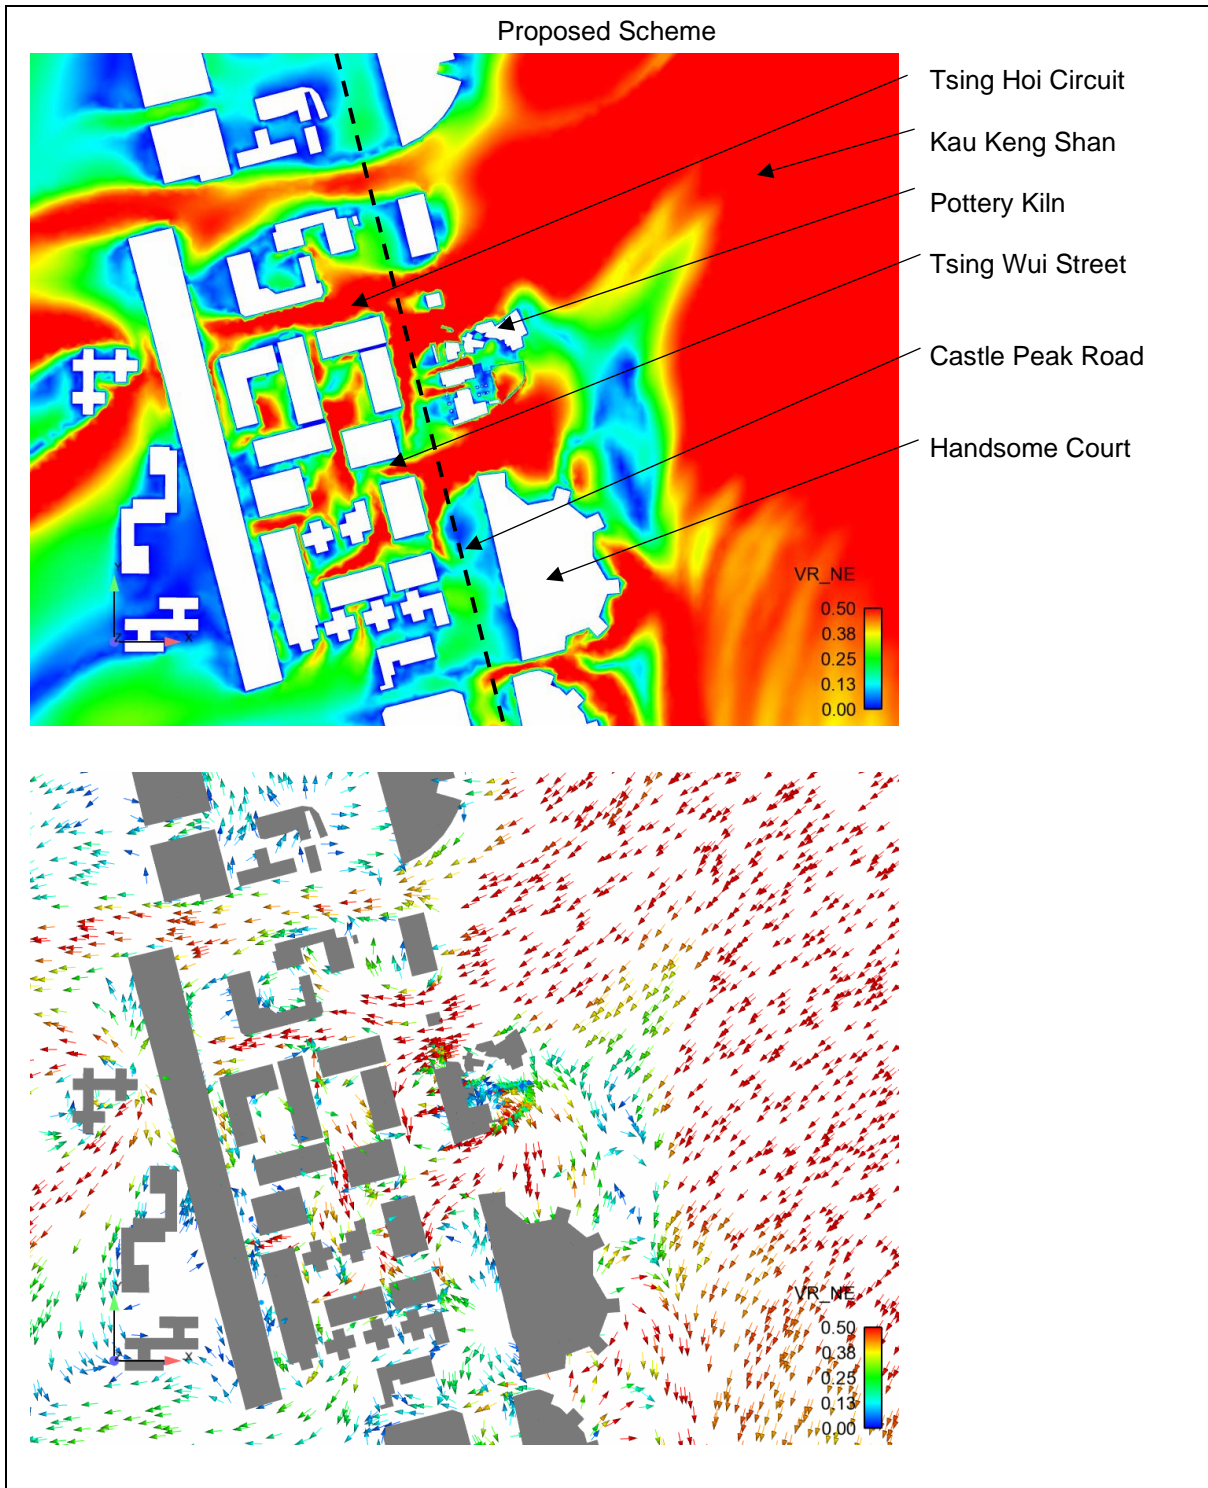 Proposed Scheme
Tsing Hoi Circuit
Kau Keng Shan
Pottery Kiln
Tsing Wui Street
Castle Peak Road
Handsome Court
VR_NE
0.50
0.38
0.25
0.13
0.00
Y
Z
X
VR_NE
0.50
0.38
0.25
0.13
0.00
X